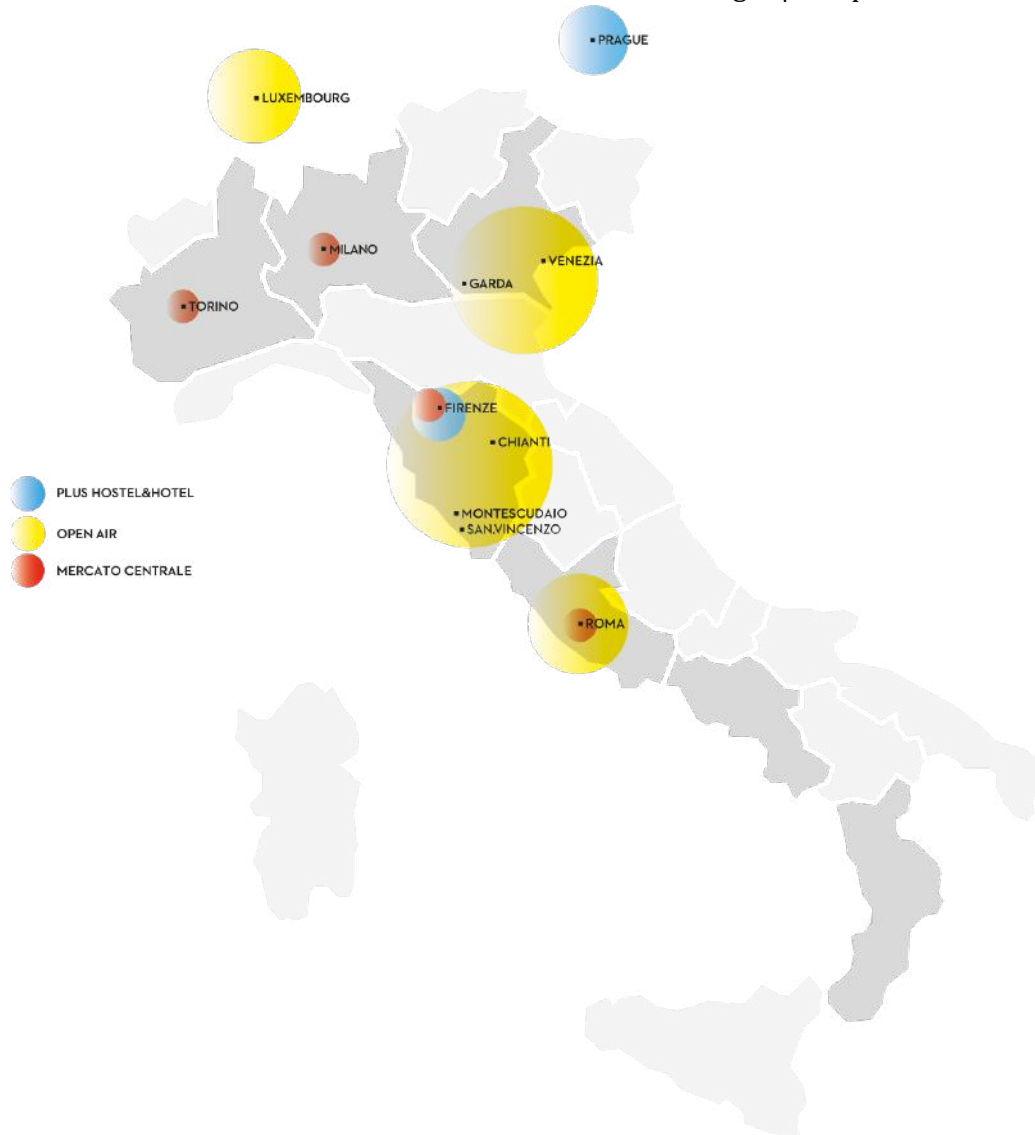 PRAGUE
LUXEMBOURG
MILANO
VENEZIA
GARDA
TORINO
FIRENZE
CHIANTI
PLUS HOSTEL&HOTEL
MONTESCUDAIO
SAN.VINCENZO
OPEN AIR
MERCATO CENTRALE
ROMA